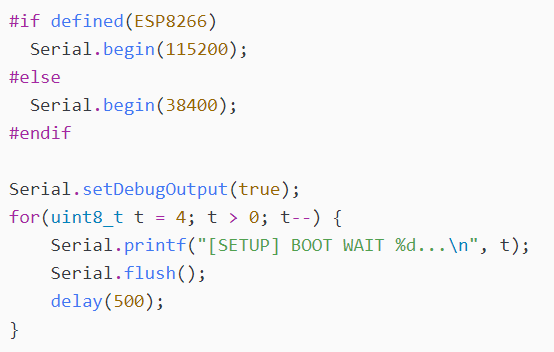 #if defined(ESP8266)
  Serial.begin(115200);
#else
  Serial.begin(38400);
#endif

Serial.setDebugOutput(true);
for(uint8_t t = 4; t > 0; t--) {
    Serial.printf("[SETUP] BOOT WAIT %d...\n", t);
    Serial.flush();
    delay(500);
}